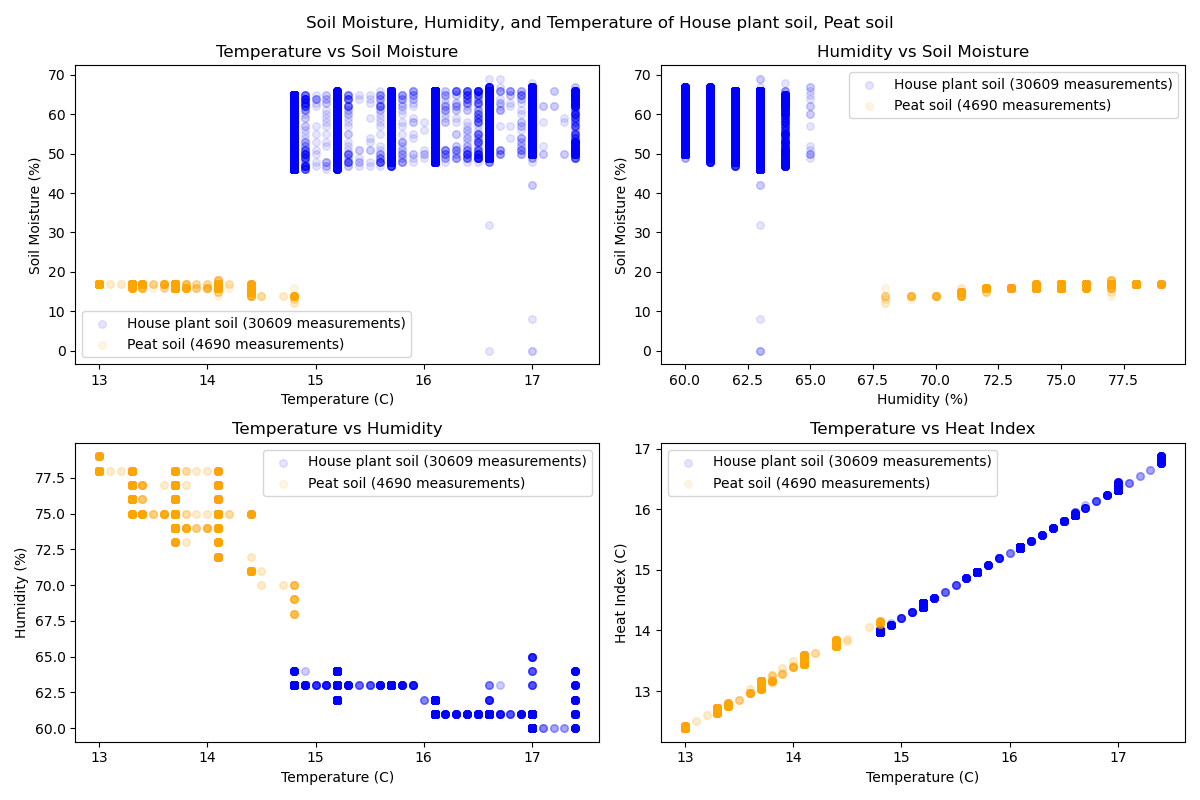 Soil Moisture, Humidity, and Temperature of House plant soil, Peat soil
Temperature vs Soil Moisture
70
60
50
40
30
20
10
0
Soil Moisture (%)
House plant soil (30609 measurements)
Peat soil (4690 measurements)
13 14 15 16 17
Temperature (C)
Humidity vs Soil Moisture
70
60
50
40
30
20
10
0
Soil Moisture (%)
House plant soil (30609 measurements)
Peat soil (4690 measurements)
60.0 62.5 65.0 67.5 70.0 72.5 75.0 77.5
Humidity (%)
Temperature vs Humidity
77.5
75.0
72.5
70.0
67.5
65.0
62.5
60.0
Humidity (%)
House plant soil (30609 measurements)
Peat soil (4690 measurements)
13 14 15 16 17
Temperature (C)
Temperature vs Heat Index
17
16
15
14
13
Heat Index (C)
House plant soil (30609 measurements)
Peat soil (4690 measurements)
13 14 15 16 17
Temperature (C)